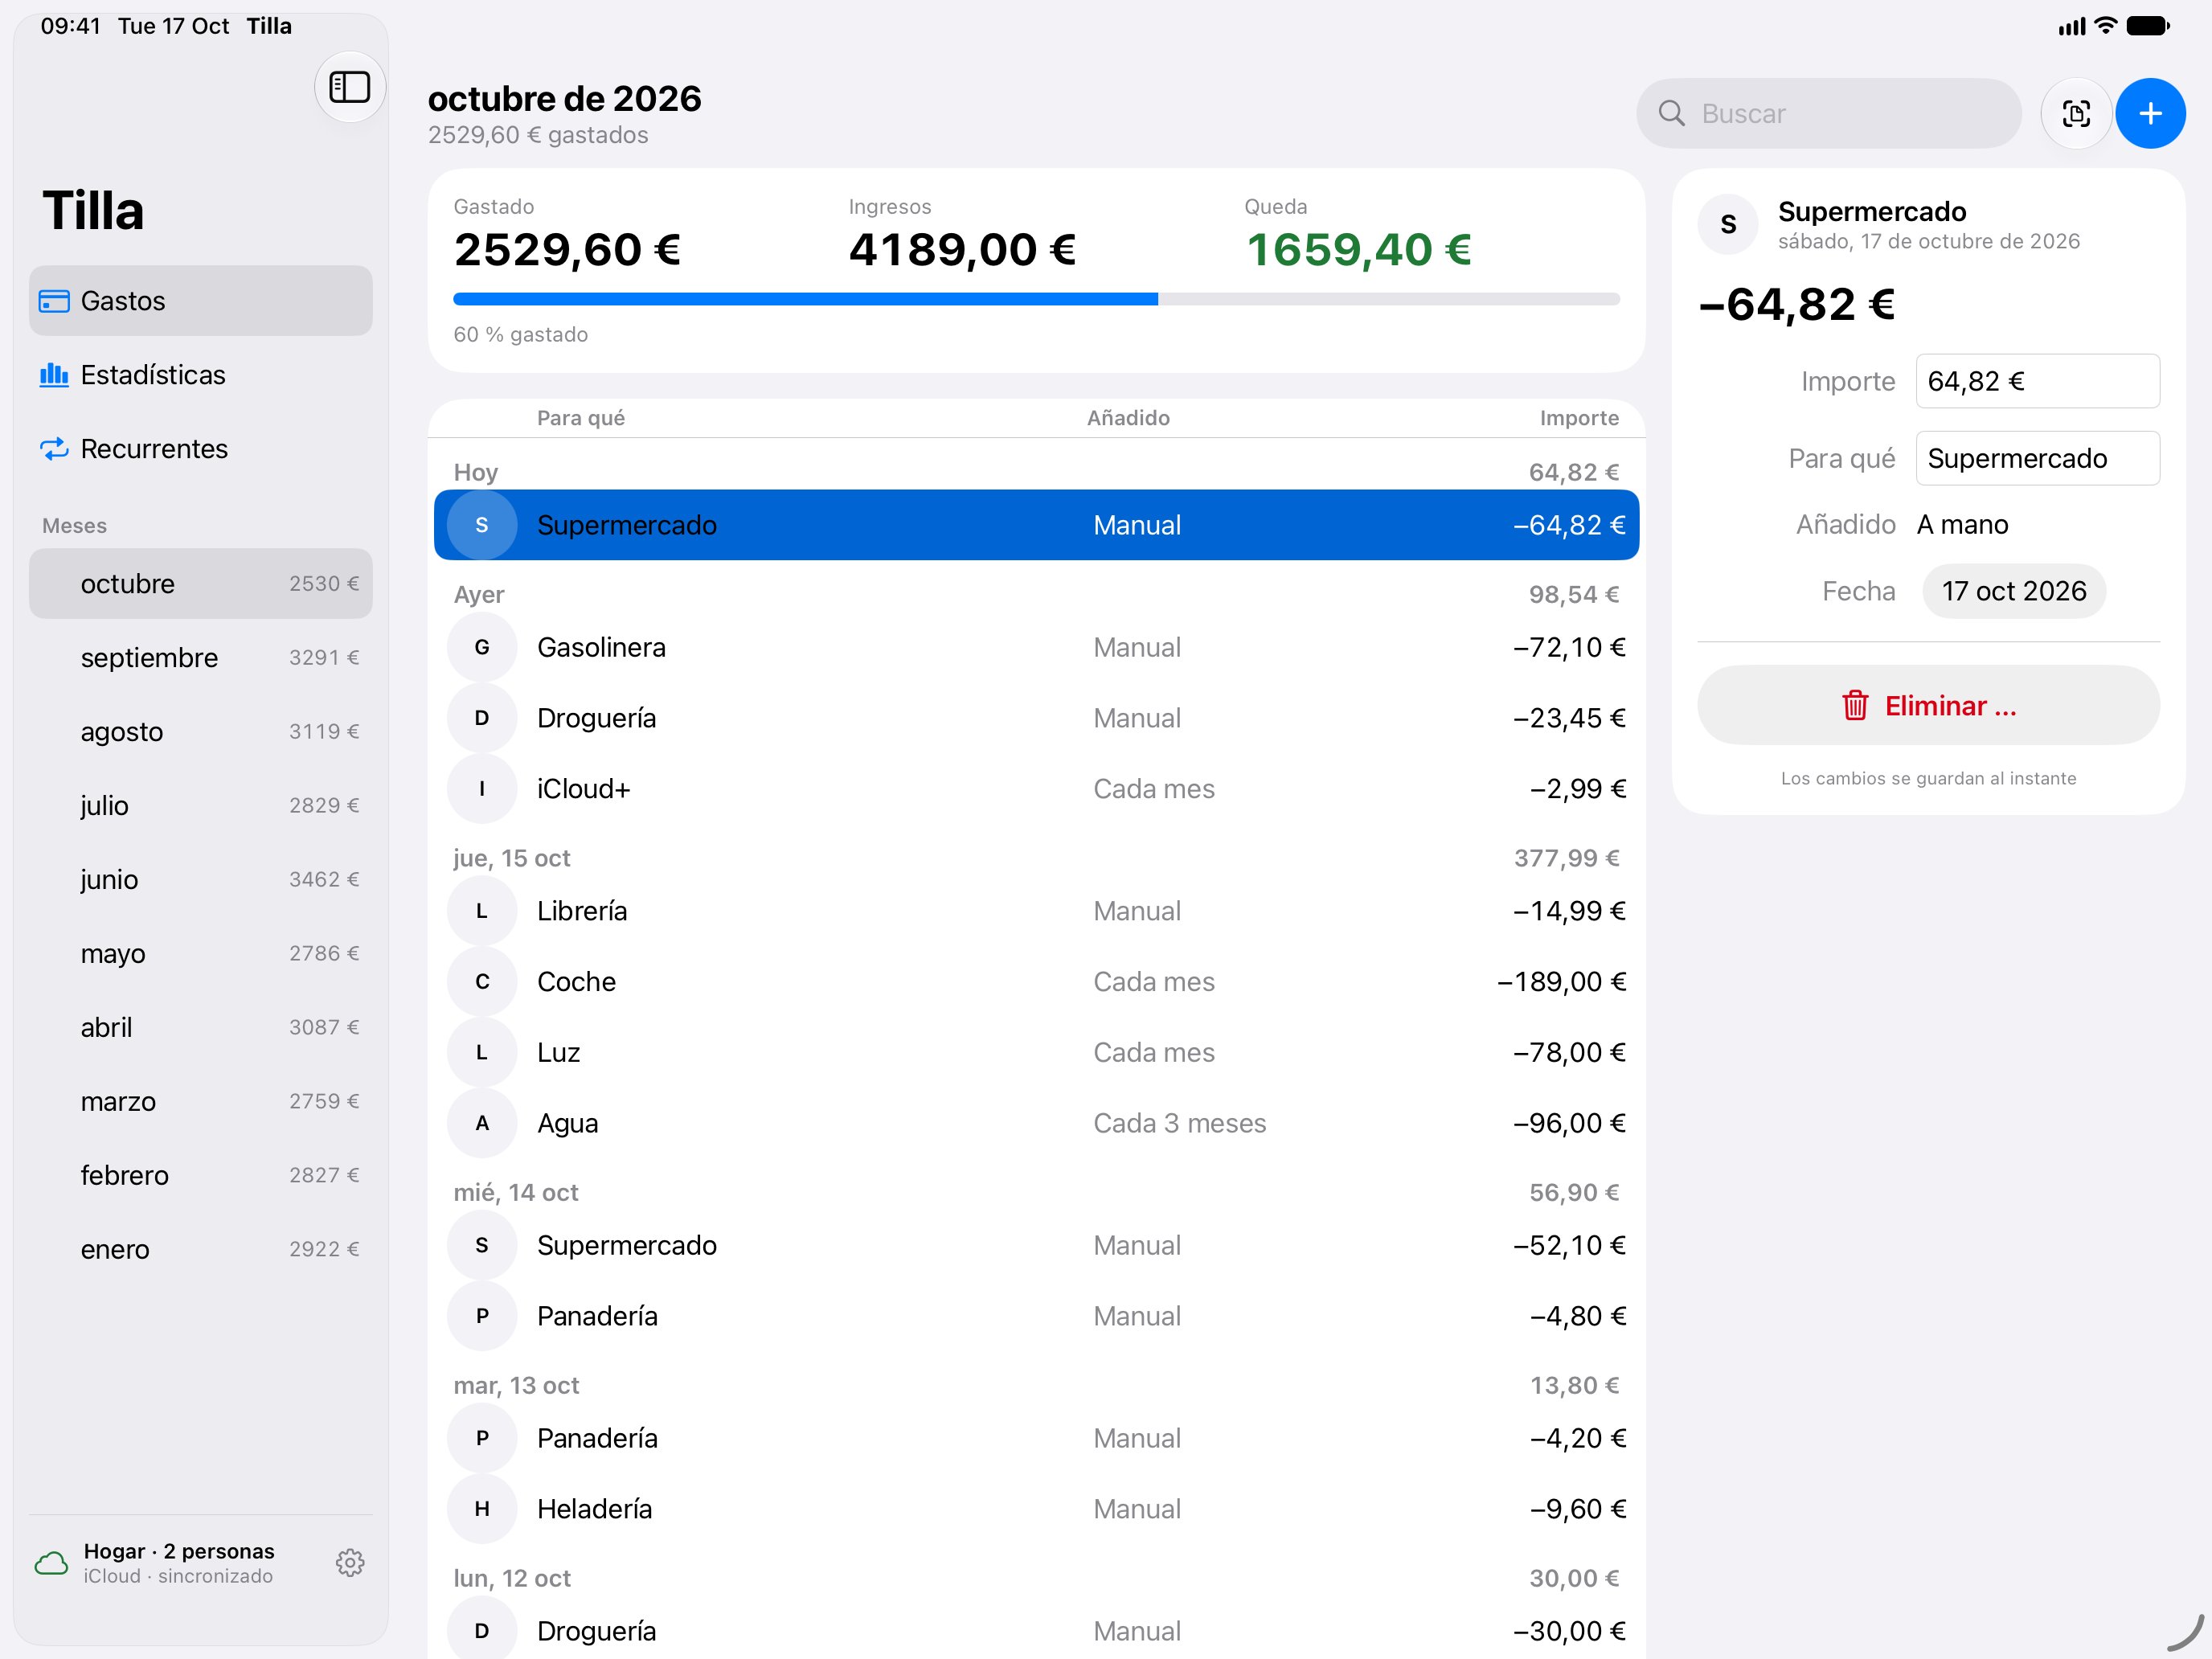 09:41 Tue 17 Oct Tilla
Tilla
Gastos
Estadísticas
Recurrentes
Meses
octubre 2530 €
septiembre 3291 €
agosto 3119 €
julio 2829 €
junio 3462 €
mayo 2786 €
abril 3087 €
marzo 2759 €
febrero 2827 €
enero 2922 €
Hogar · 2 personas
iCloud · sincronizado
octubre de 2026
2529,60 € gastados
Buscar
Gastado Ingresos Queda
2529,60 € 4189,00 € 1659,40 €
60 % gastado
Para qué Añadido Importe
Hoy 64,82 €
S Supermercado Manual −64,82 €
Ayer 98,54 €
G Gasolinera Manual −72,10 €
D Droguería Manual −23,45 €
I iCloud+ Cada mes −2,99 €
jue, 15 oct 377,99 €
L Librería Manual −14,99 €
C Coche Cada mes −189,00 €
L Luz Cada mes −78,00 €
A Agua Cada 3 meses −96,00 €
mié, 14 oct 56,90 €
S Supermercado Manual −52,10 €
P Panadería Manual −4,80 €
mar, 13 oct 13,80 €
P Panadería Manual −4,20 €
H Heladería Manual −9,60 €
lun, 12 oct 30,00 €
D Droguería Manual −30,00 €
S Supermercado
sábado, 17 de octubre de 2026
−64,82 €
Importe 64,82 €
Para qué Supermercado
Añadido A mano
Fecha 17 oct 2026
Eliminar ...
Los cambios se guardan al instante